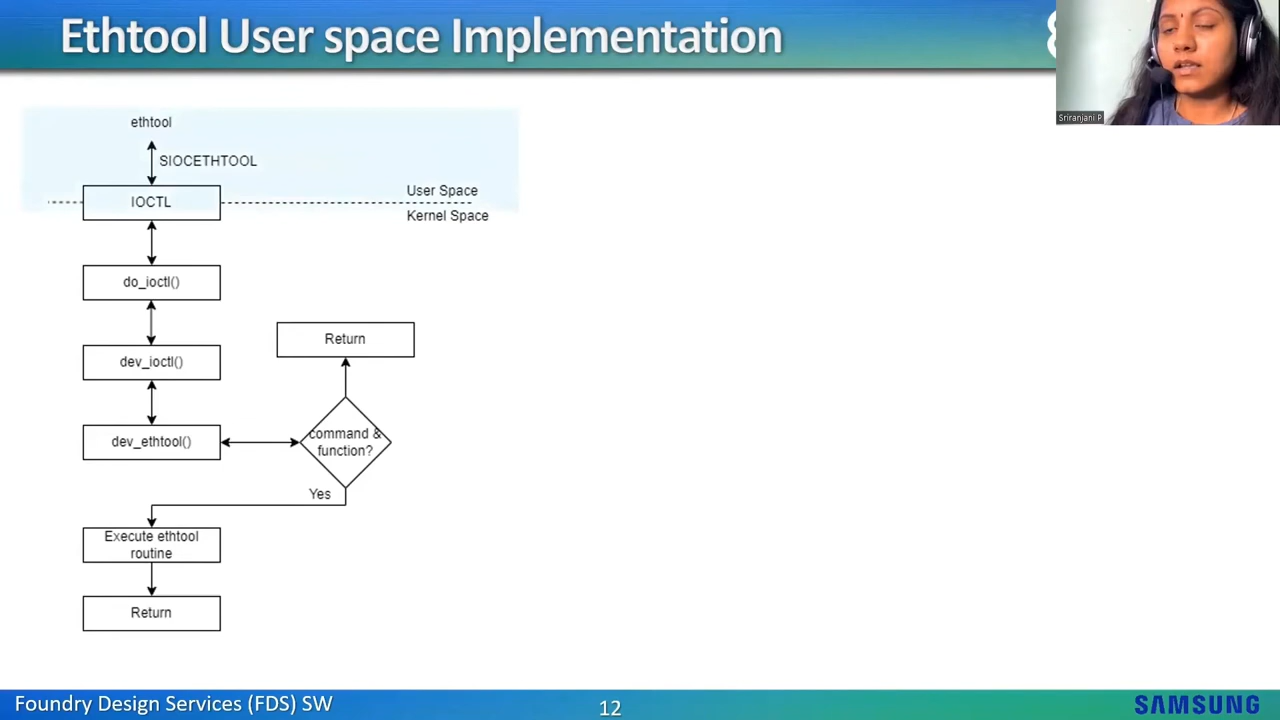 Ethtool User space Implementation
Sriranjani P
ethtool
SIOCETHTOOL
User Space
IOCTL
Kernel Space
do_ioctl()
Return
dev_ioctl()
command &
function?
dev_ethtool()
Yes
Execute ethtool
routine
Return
Foundry Design Services (FDS) SW
12
SAMSUNG